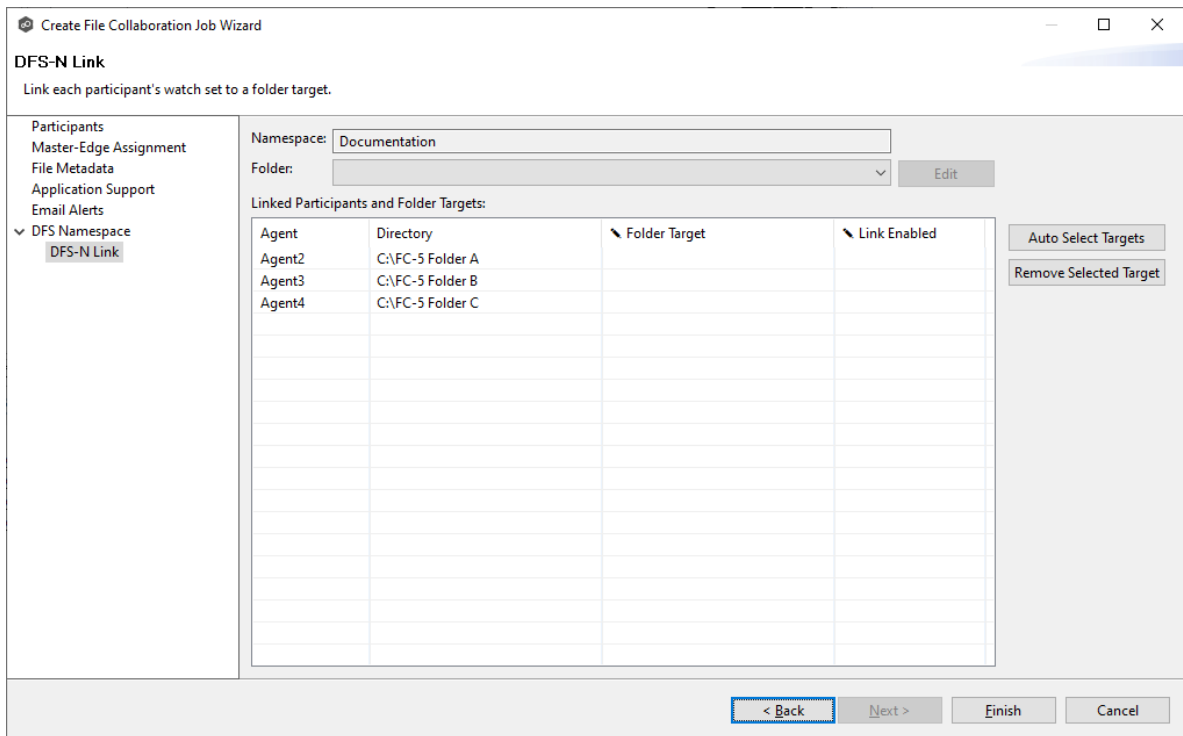 Create File Collaboration Job Wizard
DFS-N Link
Link each participant's watch set to a folder target.
Participants
Master-Edge Assignment
File Metadata
Application Support
Email Alerts
DFS Namespace
DFS-N Link
Namespace: Documentation
Folder: Edit
Linked Participants and Folder Targets:
Agent Directory Folder Target Link Enabled
Agent2 C:\FC-5 Folder A
Agent3 C:\FC-5 Folder B
Agent4 C:\FC-5 Folder C
Auto Select Targets
Remove Selected Target
< Back Next > Finish Cancel